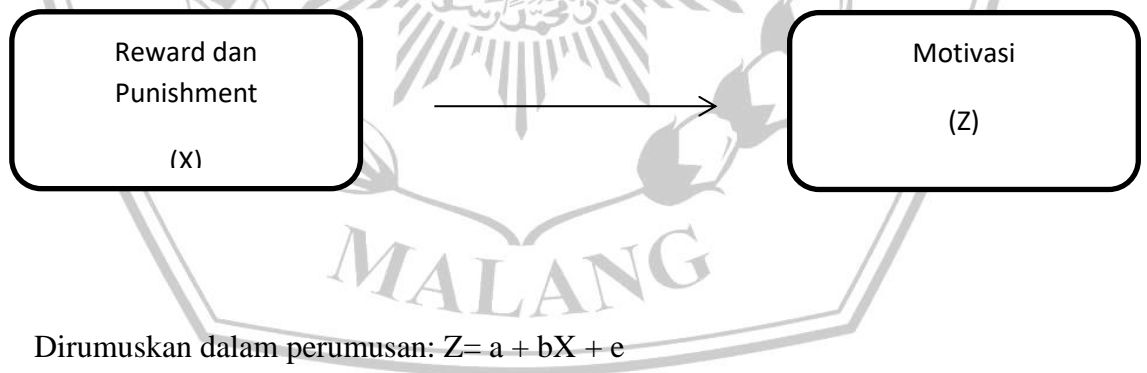 Reward dan
Punishment
(X)
Motivasi
(Z)
MALANG
Dirumuskan dalam perumusan: Z= a + bX + e